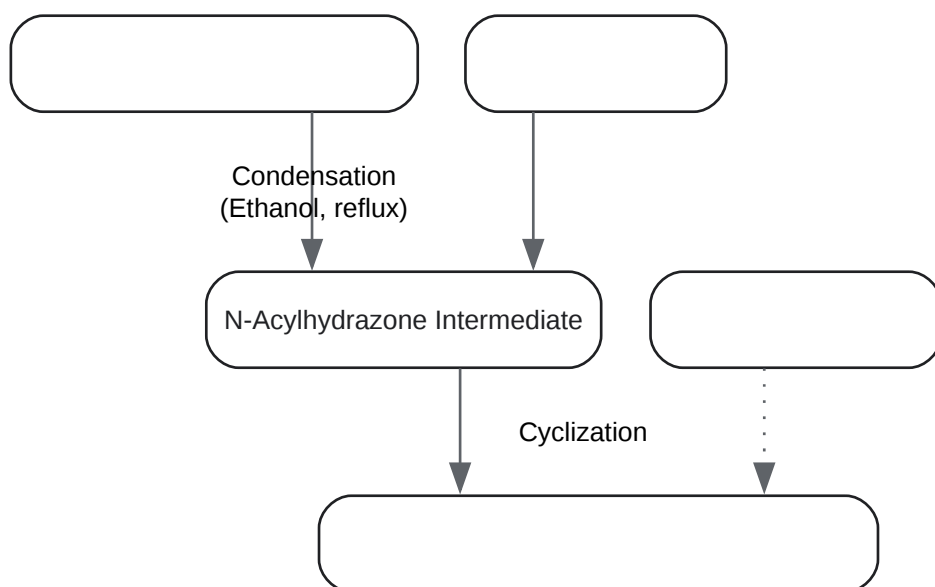 Condensation
(Ethanol, reflux)
N-Acylhydrazone Intermediate
Cyclization